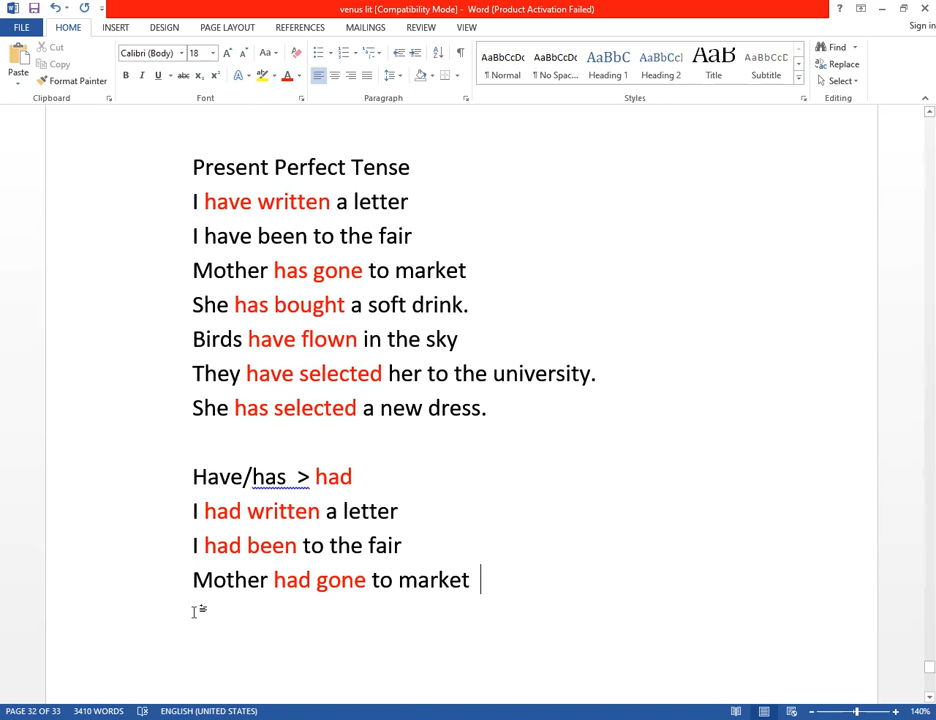 venus lit [Compatibility Mode] - Word (Product Activation Failed)
FILE HOME INSERT DESIGN PAGE LAYOUT REFERENCES MAILINGS REVIEW VIEW Sign in
Paste Cut Copy Format Painter
Calibri (Body) 18
AaBbCcDc AaBbCcDc AaBbC AaBbCcI AaB AaBbCcD
¶ Normal ¶ No Spac... Heading 1 Heading 2 Title Subtitle
Find Replace Select
Clipboard Font Paragraph Styles Editing
Present Perfect Tense
I have written a letter
I have been to the fair
Mother has gone to market
She has bought a soft drink.
Birds have flown in the sky
They have selected her to the university.
She has selected a new dress.
Have/has > had
I had written a letter
I had been to the fair
Mother had gone to market
PAGE 32 OF 33 3410 WORDS ENGLISH (UNITED STATES) 140%